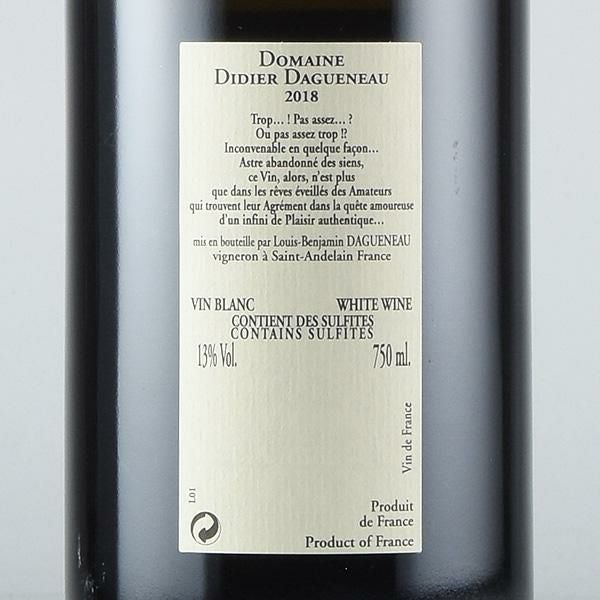 DOMAINE
DIDIER DAGUENEAU
2018
Trop... ! Pas assez... ?
Ou pas assez trop !?
Inconvenable en quelque façon...
Astre abandonné des siens,
ce Vin, alors, n'est plus
que dans les rêves éveillés des Amateurs
qui trouvent leur Agrément dans la quête amoureuse
d'un infini de Plaisir authentique...
mis en bouteille par Louis-Benjamin DAGUENEAU
vigneron à Saint-Andelain France
VIN BLANC WHITE WINE
CONTIENT DES SULFITES
CONTAINS SULFITES
13% Vol. 750 ml.
Vin de France
L01
Produit
de France
Product of France